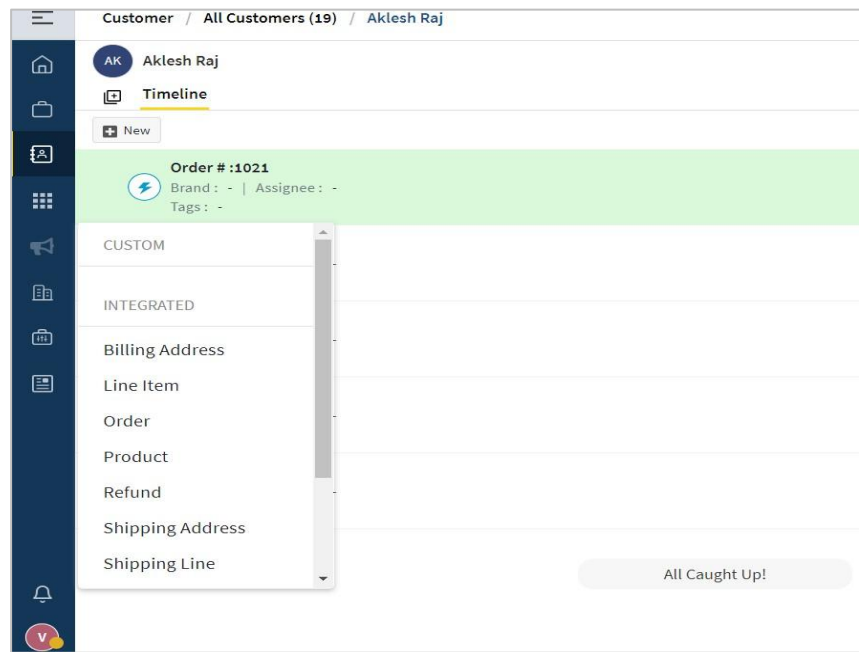 Customer / All Customers (19) / Aklesh Raj
AK Aklesh Raj
Timeline
New
Order # :1021
Brand : - | Assignee : -
Tags : -
CUSTOM
-
INTEGRATED
-
Billing Address
Line Item
-
Order
Product
-
Refund
Shipping Address
Shipping Line
All Caught Up!
V